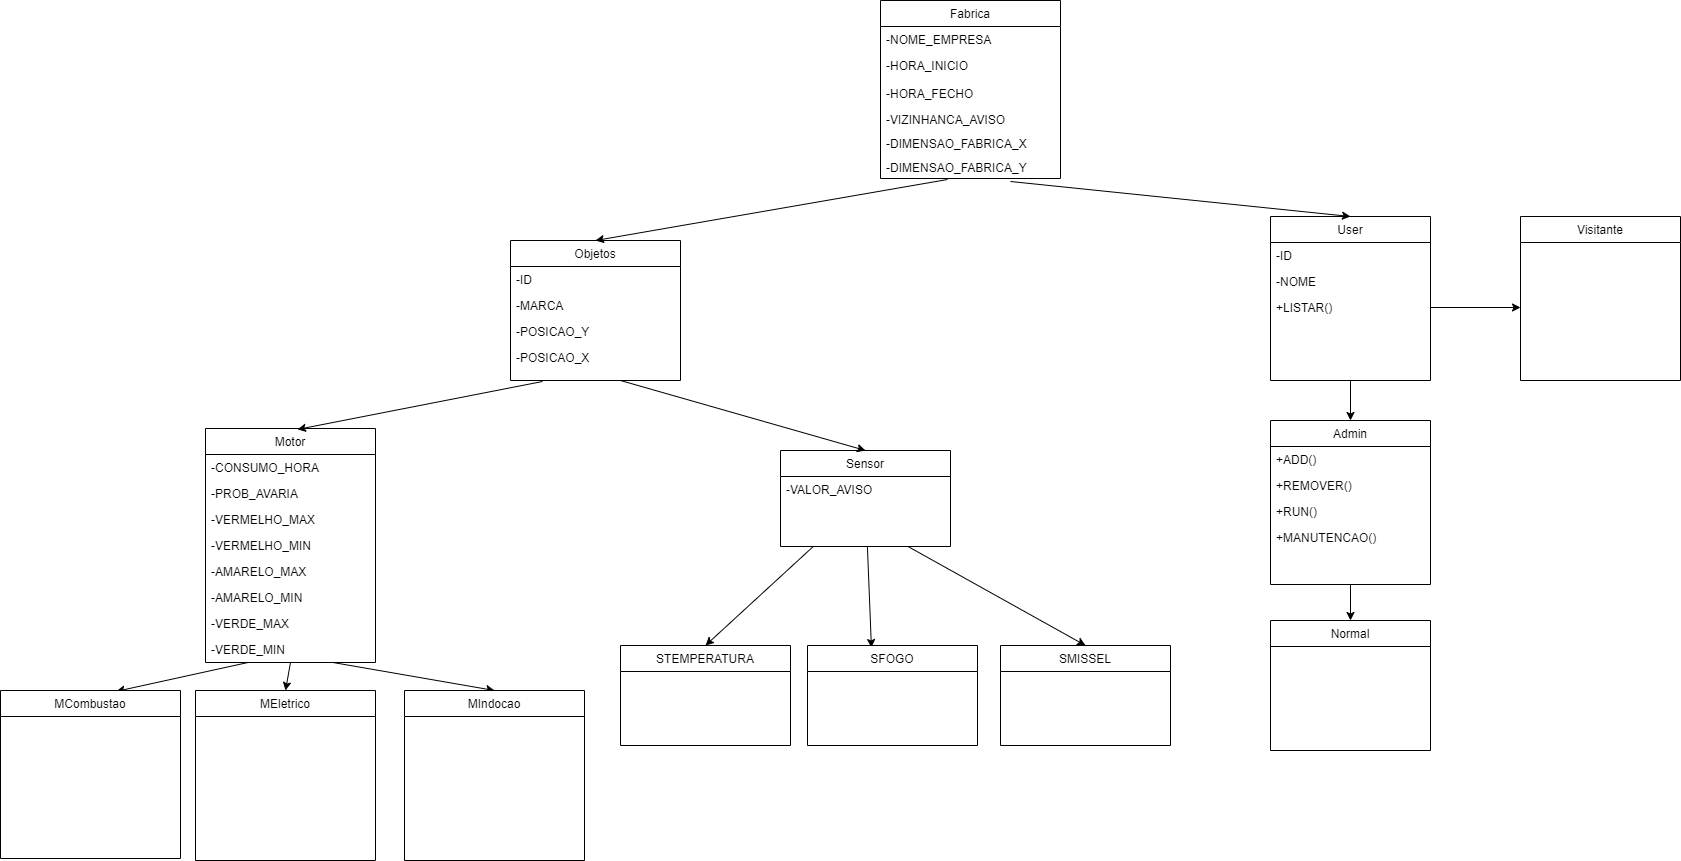 Fabrica
-NOME_EMPRESA
-HORA_INICIO
-HORA_FECHO
-VIZINHANCA_AVISO
-DIMENSAO_FABRICA_X
-DIMENSAO_FABRICA_Y
Objetos
-ID
-MARCA
-POSICAO_Y
-POSICAO_X
User
-ID
-NOME
+LISTAR()
Visitante
Motor
-CONSUMO_HORA
-PROB_AVARIA
-VERMELHO_MAX
-VERMELHO_MIN
-AMARELO_MAX
-AMARELO_MIN
-VERDE_MAX
-VERDE_MIN
Sensor
-VALOR_AVISO
Admin
+ADD()
+REMOVER()
+RUN()
+MANUTENCAO()
MCombustao
MEletrico
MIndocao
STEMPERATURA
SFOGO
SMISSEL
Normal